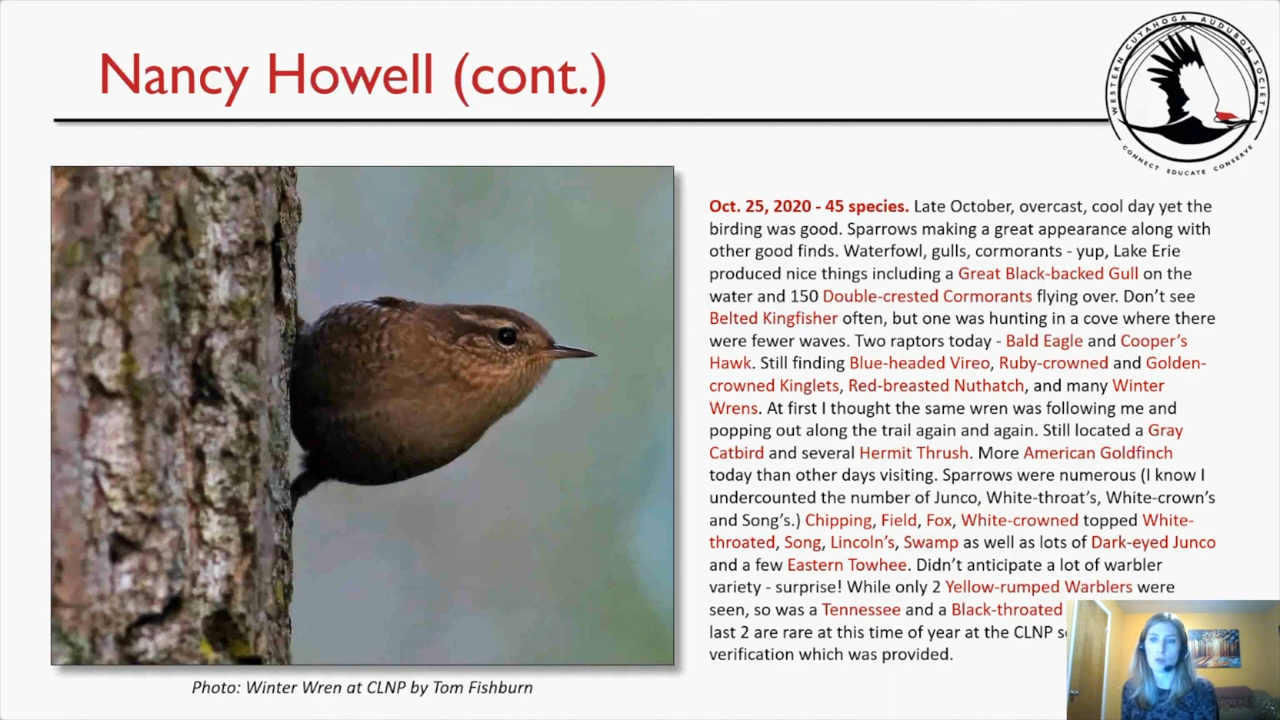 Nancy Howell (cont.)
WESTERN CUYAHOGA AUDUBON SOCIETY
CONNECT EDUCATE CONSERVE
Oct. 25, 2020 - 45 species. Late October, overcast, cool day yet the
birding was good. Sparrows making a great appearance along with
other good finds. Waterfowl, gulls, cormorants - yup, Lake Erie
produced nice things including a Great Black-backed Gull on the
water and 150 Double-crested Cormorants flying over. Don't see
Belted Kingfisher often, but one was hunting in a cove where there
were fewer waves. Two raptors today - Bald Eagle and Cooper's
Hawk. Still finding Blue-headed Vireo, Ruby-crowned and Golden-
crowned Kinglets, Red-breasted Nuthatch, and many Winter
Wrens. At first I thought the same wren was following me and
popping out along the trail again and again. Still located a Gray
Catbird and several Hermit Thrush. More American Goldfinch
today than other days visiting. Sparrows were numerous (I know I
undercounted the number of Junco, White-throat's, White-crown's
and Song's.) Chipping, Field, Fox, White-crowned topped White-
throated, Song, Lincoln's, Swamp as well as lots of Dark-eyed Junco
and a few Eastern Towhee. Didn't anticipate a lot of warbler
variety - surprise! While only 2 Yellow-rumped Warblers were
seen, so was a Tennessee and a Black-throated
last 2 are rare at this time of year at the CLNP
verification which was provided.
Photo: Winter Wren at CLNP by Tom Fishburn